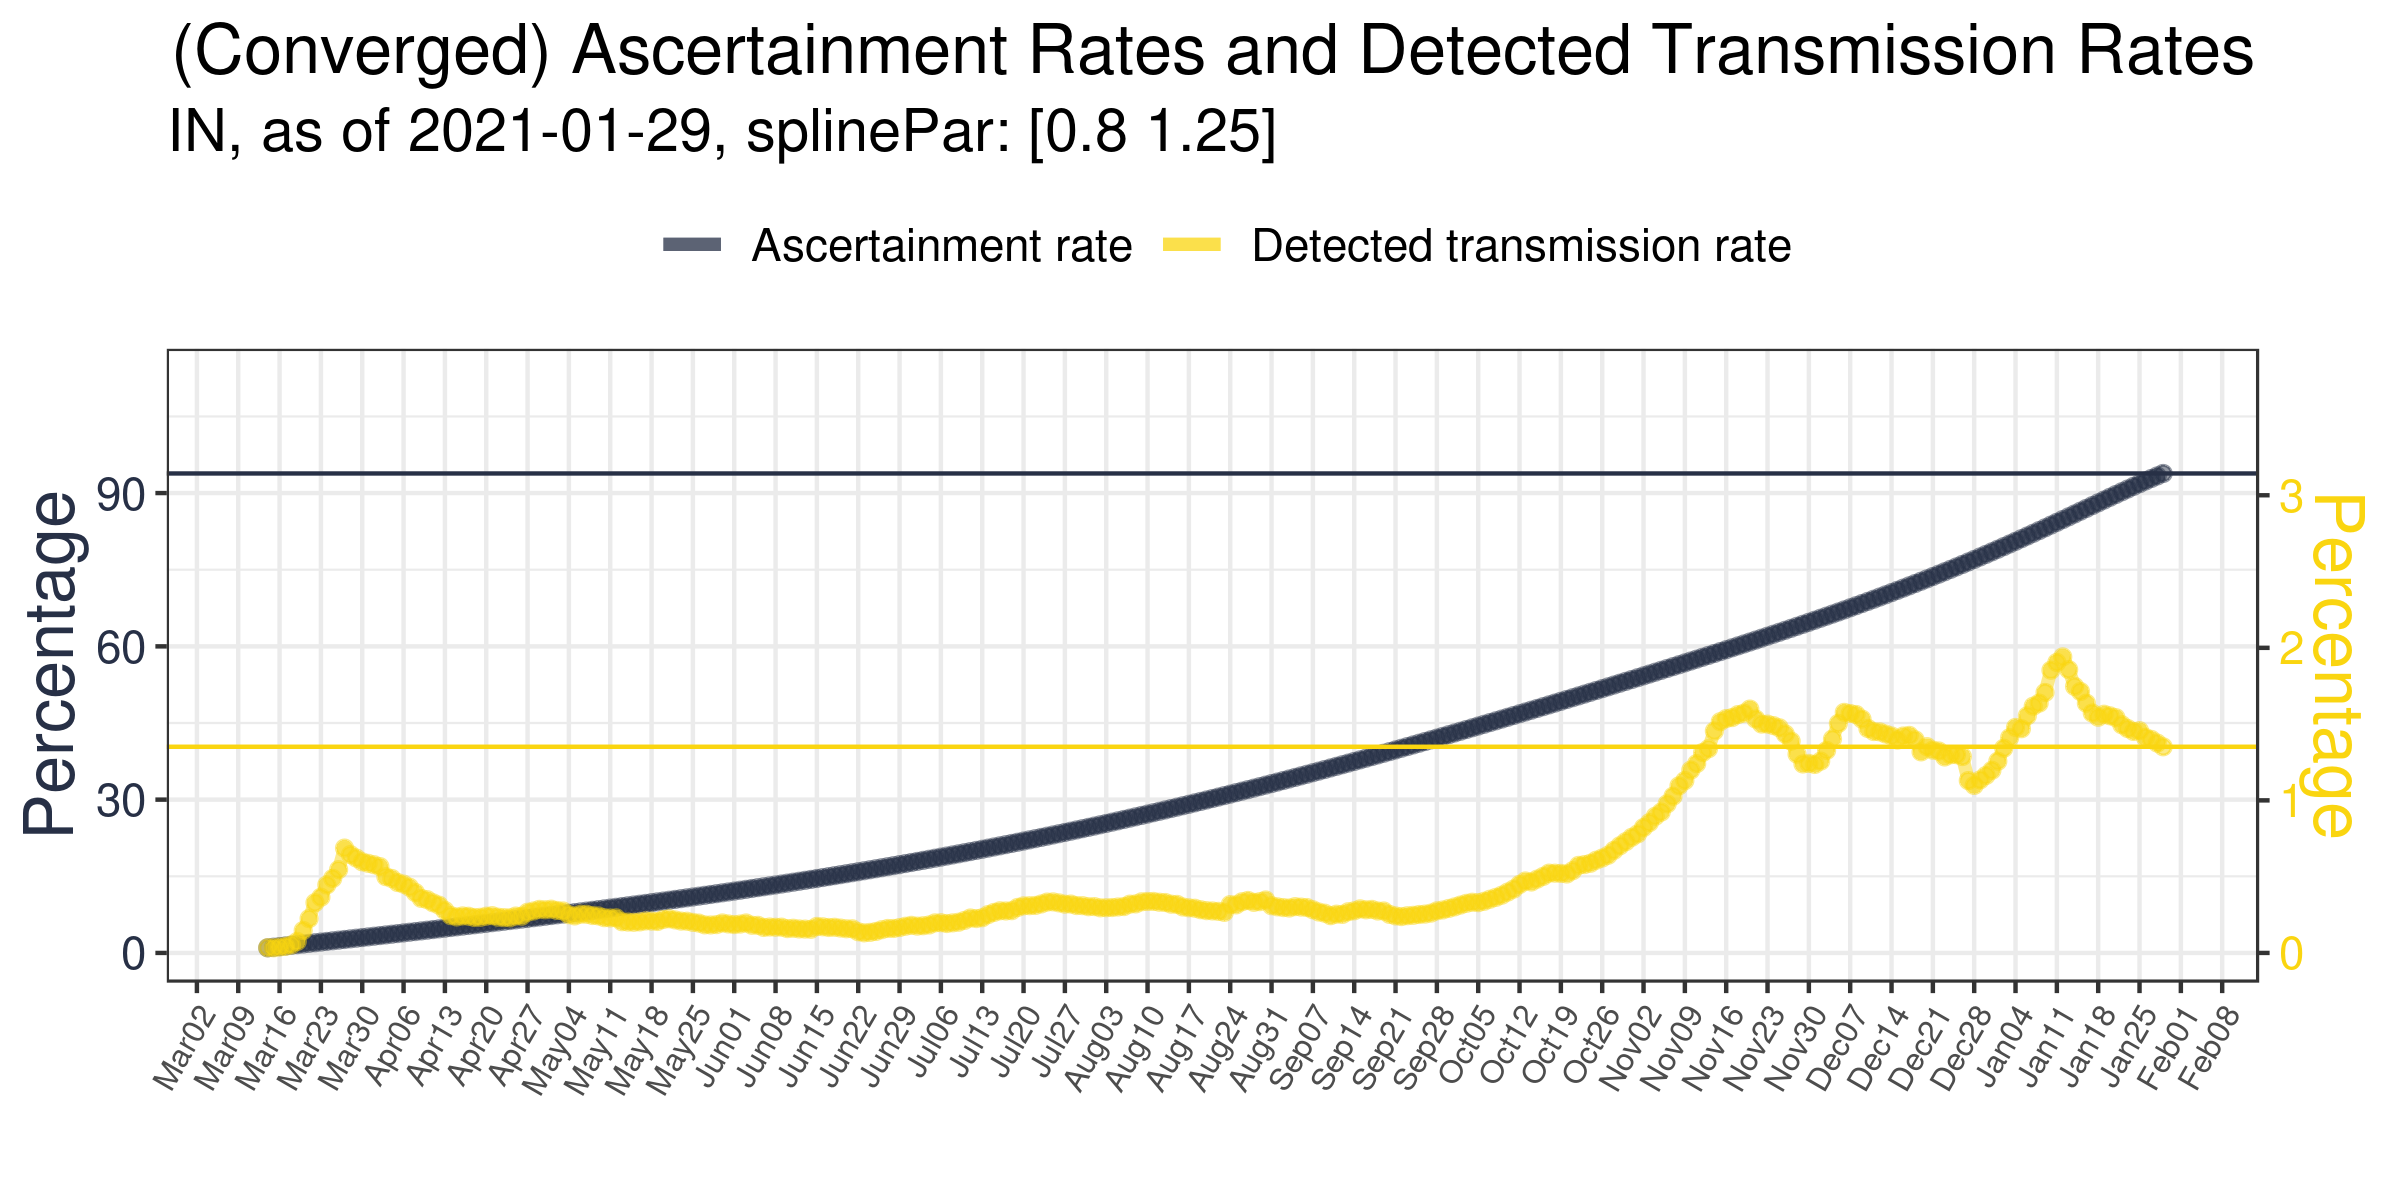 (Converged) Ascertainment Rates and Detected Transmission Rates
IN, as of 2021-01-29, splinePar: [0.8 1.25]
Ascertainment rate
Detected transmission rate
Percentage
90
60
30
0
3
2
1
0
Percentage
Mar02
Mar09
Mar16
Mar23
Mar30
Apr06
Apr13
Apr20
Apr27
May04
May11
May18
May25
Jun01
Jun08
Jun15
Jun22
Jun29
Jul06
Jul13
Jul20
Jul27
Aug03
Aug10
Aug17
Aug24
Aug31
Sep07
Sep14
Sep21
Sep28
Oct05
Oct12
Oct19
Oct26
Nov02
Nov09
Nov16
Nov23
Nov30
Dec07
Dec14
Dec21
Dec28
Jan04
Jan11
Jan18
Jan25
Feb01
Feb08